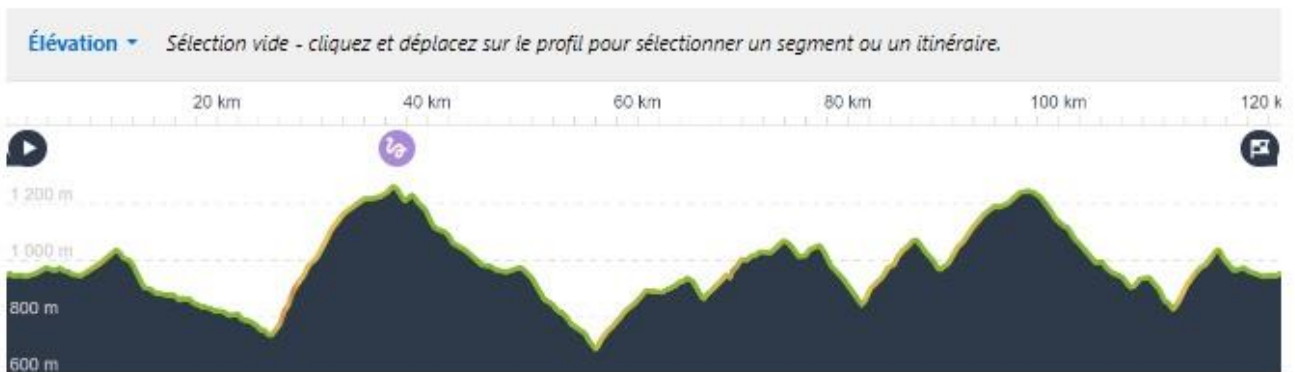 Élévation Sélection vide - cliquez et déplacez sur le profil pour sélectionner un segment ou un itinéraire.
20 km 40 km 60 km 80 km 100 km 120 k
1 200 m
1 000 m
800 m
600 m